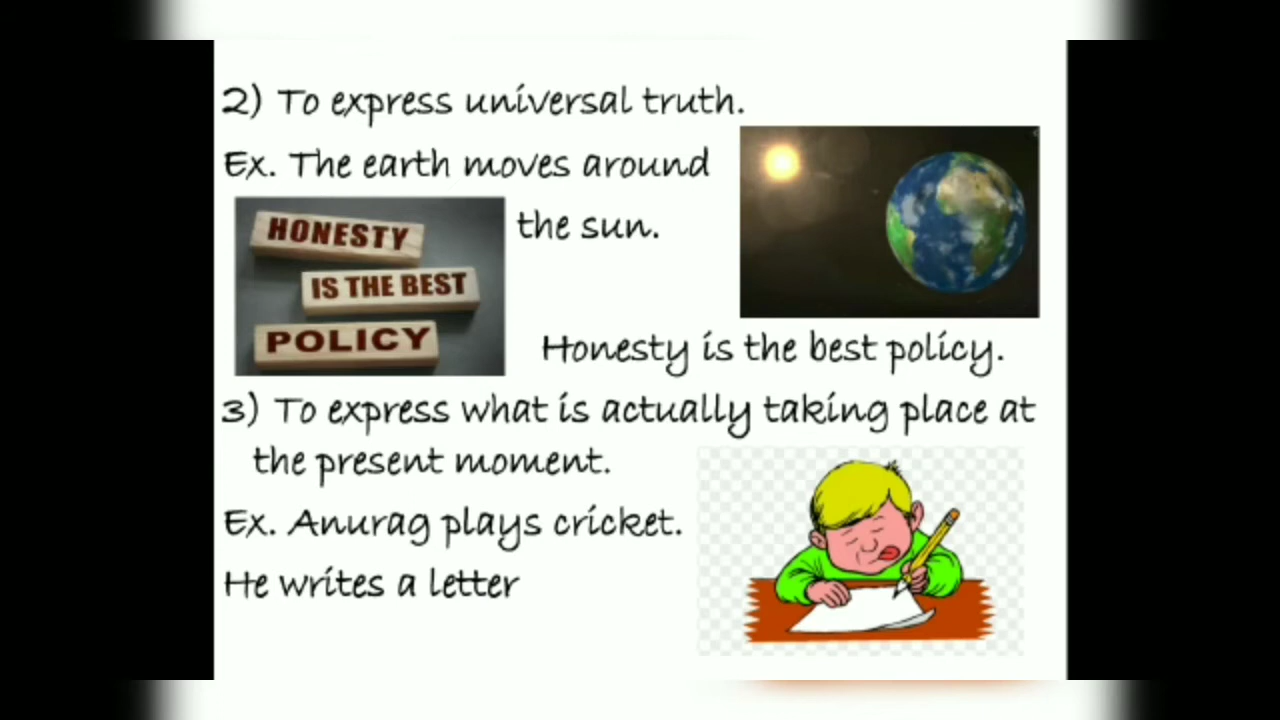 2) To express universal truth.
Ex. The earth moves around
the sun.
HONESTY
IS THE BEST
POLICY
Honesty is the best policy.
3) To express what is actually taking place at
the present moment.
Ex. Anurag plays cricket.
He writes a letter